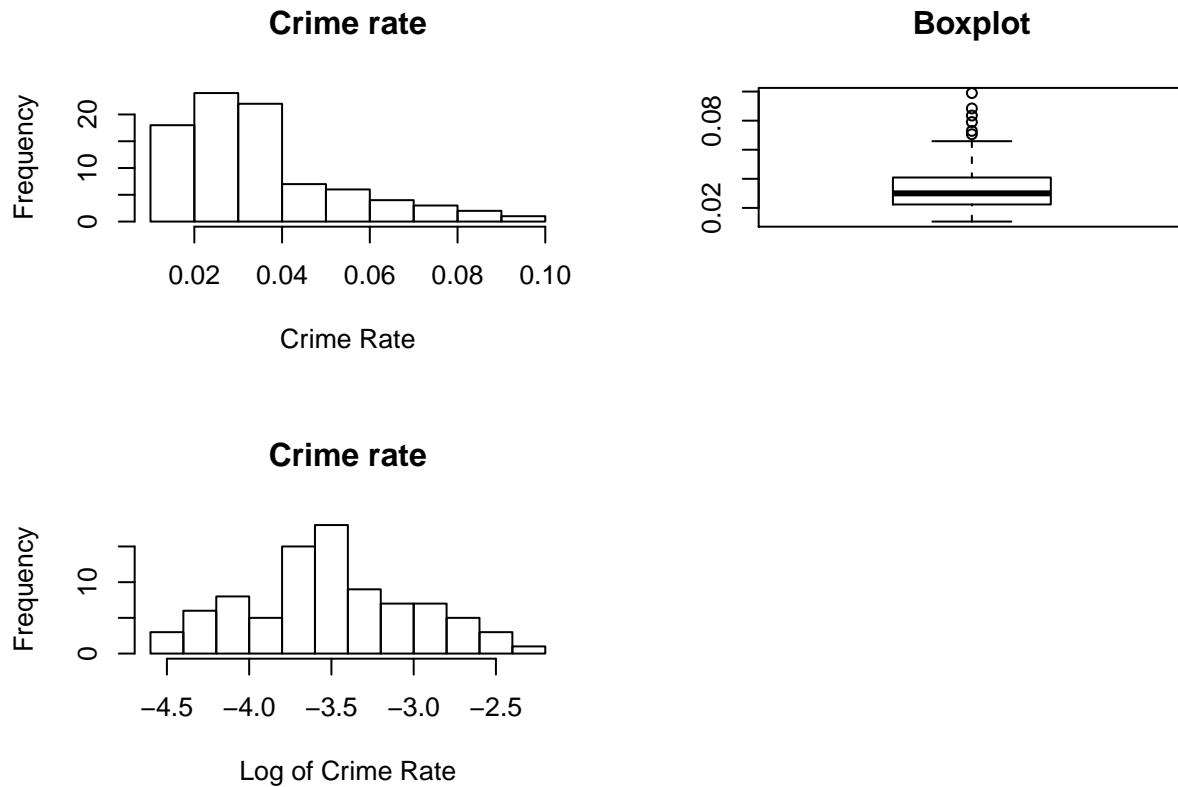 Crime rate
Frequency
0 10 20
0.02 0.04 0.06 0.08 0.10
Crime Rate
Boxplot
0.02 0.08
Crime rate
Frequency
0 10
−4.5 −4.0 −3.5 −3.0 −2.5
Log of Crime Rate